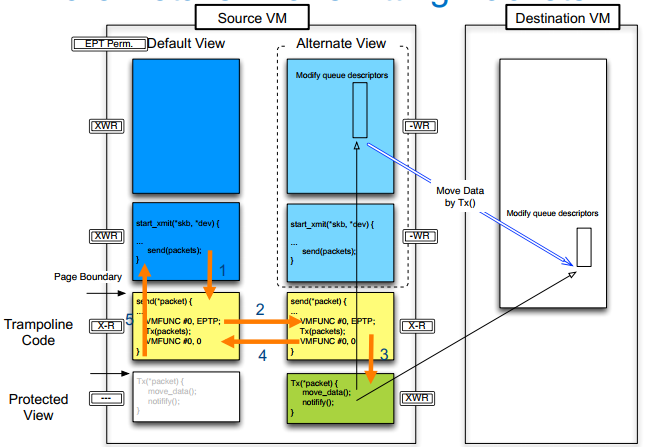 Source VM
Destination VM
EPT Perm.
Default View
Alternate View
Modify queue descriptors
XWR
-WR
Move Data
by Tx()
Modify queue descriptors
XWR
start_xmit(*skb, *dev) {
...
send(packets);
}
start_xmit(*skb, *dev) {
...
send(packets);
}
-WR
1
Page Boundary
Trampoline
Code
X-R
5
send(*packet) {
...
VMFUNC #0, EPTP;
Tx(packets);
VMFUNC #0, 0
}
2
4
send(*packet) {
...
VMFUNC #0, EPTP;
Tx(packets);
VMFUNC #0, 0
}
3
X-R
Protected
View
---
Tx(*packet) {
move_data();
notifify();
}
Tx(*packet) {
move_data();
notifify();
}
XWR